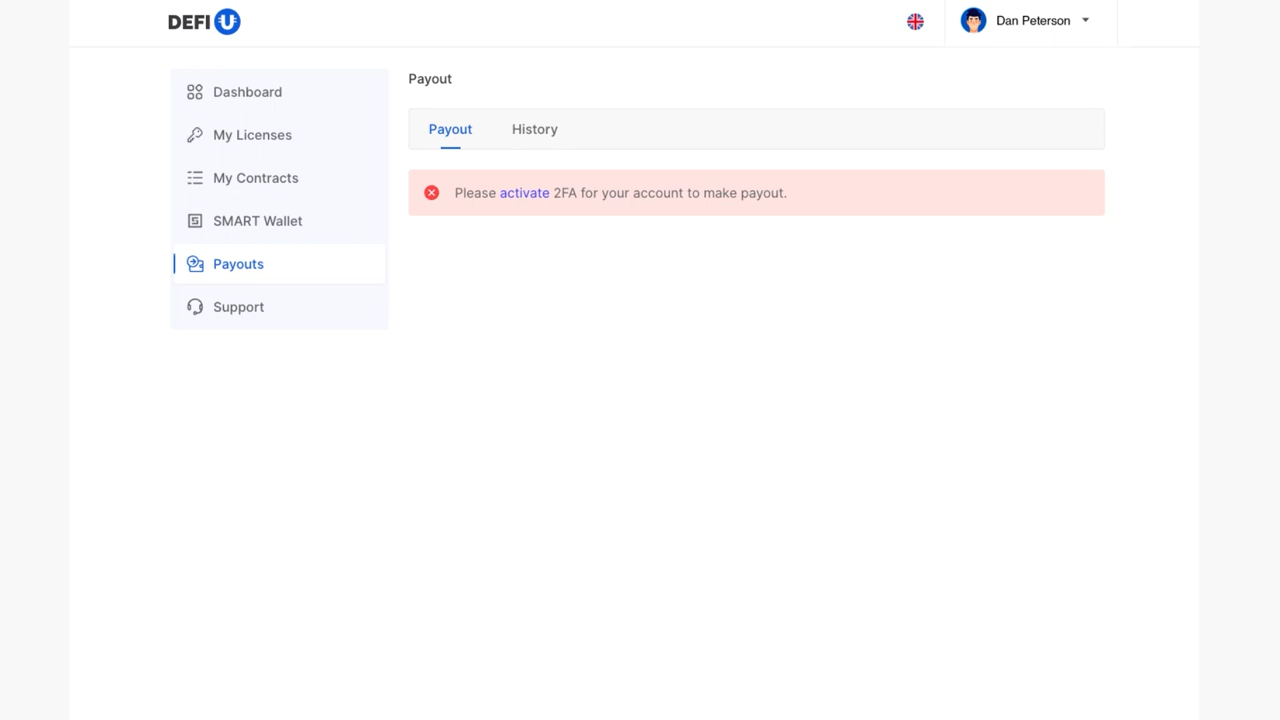 DEFI U
Dan Peterson
Dashboard
My Licenses
My Contracts
SMART Wallet
Payouts
Support
Payout
Payout History
Please activate 2FA for your account to make payout.